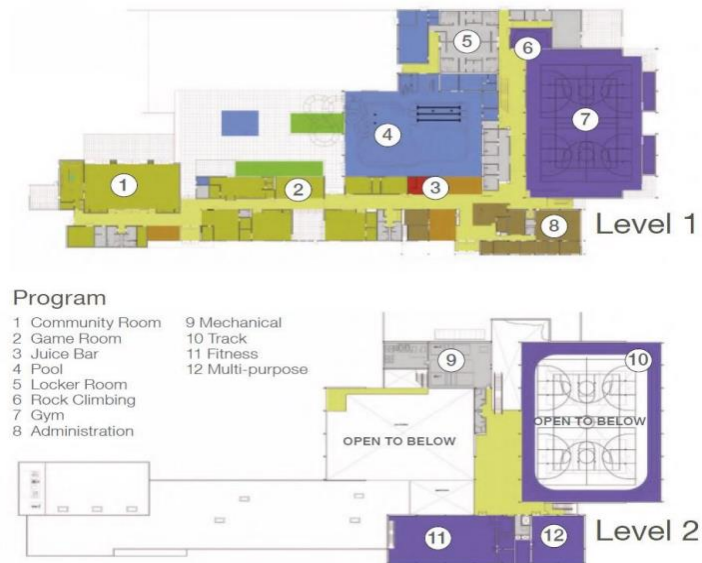 5
6
4
7
1
2
3
8
Level 1
Program
1 Community Room
2 Game Room
3 Juice Bar
4 Pool
5 Locker Room
6 Rock Climbing
7 Gym
8 Administration
9 Mechanical
10 Track
11 Fitness
12 Multi-purpose
9
10
OPEN TO BELOW
OPEN TO BELOW
11
12
Level 2